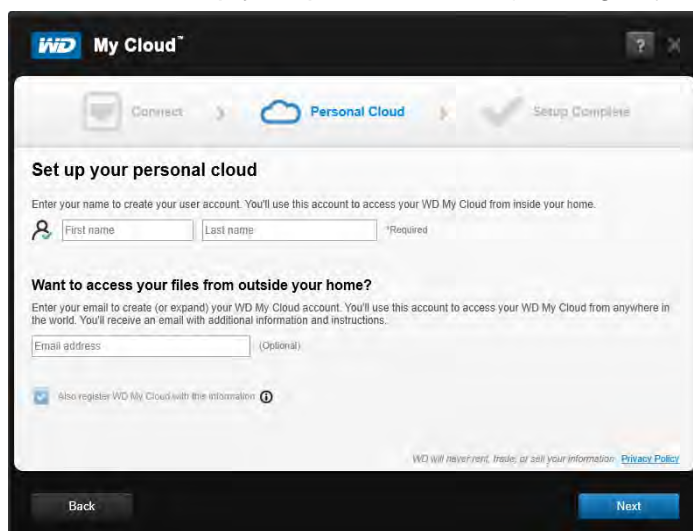 WD My Cloud™ ?
Connect Personal Cloud Setup Complete
Set up your personal cloud
Enter your name to create your user account. You'll use this account to access your WD My Cloud from inside your home.
First name Last name *Required
Want to access your files from outside your home?
Enter your email to create (or expand) your WD My Cloud account. You'll use this account to access your WD My Cloud from anywhere in
the world. You'll receive an email with additional information and instructions.
Email address (Optional)
Also register WD My Cloud with this information
WD will never rent, trade, or sell your information Privacy Policy
Back Next